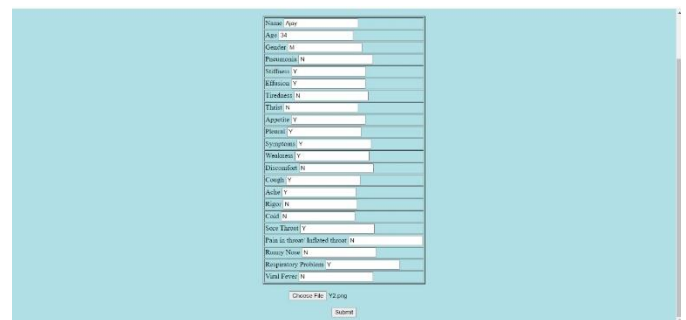 Name Ajay
Age 34
Gender M
Pneumonia N
Stiffness Y
Effusion Y
Tiredness N
Thirst N
Appetite Y
Pleural Y
Symptoms Y
Weakness Y
Discomfort N
Cough Y
Ache Y
Rigor N
Cold N
Sore Throat Y
Pain in throat/ Inflated throat N
Runny Nose N
Respiratory Problem Y
Viral Fever N
Choose File Y2.png
Submit